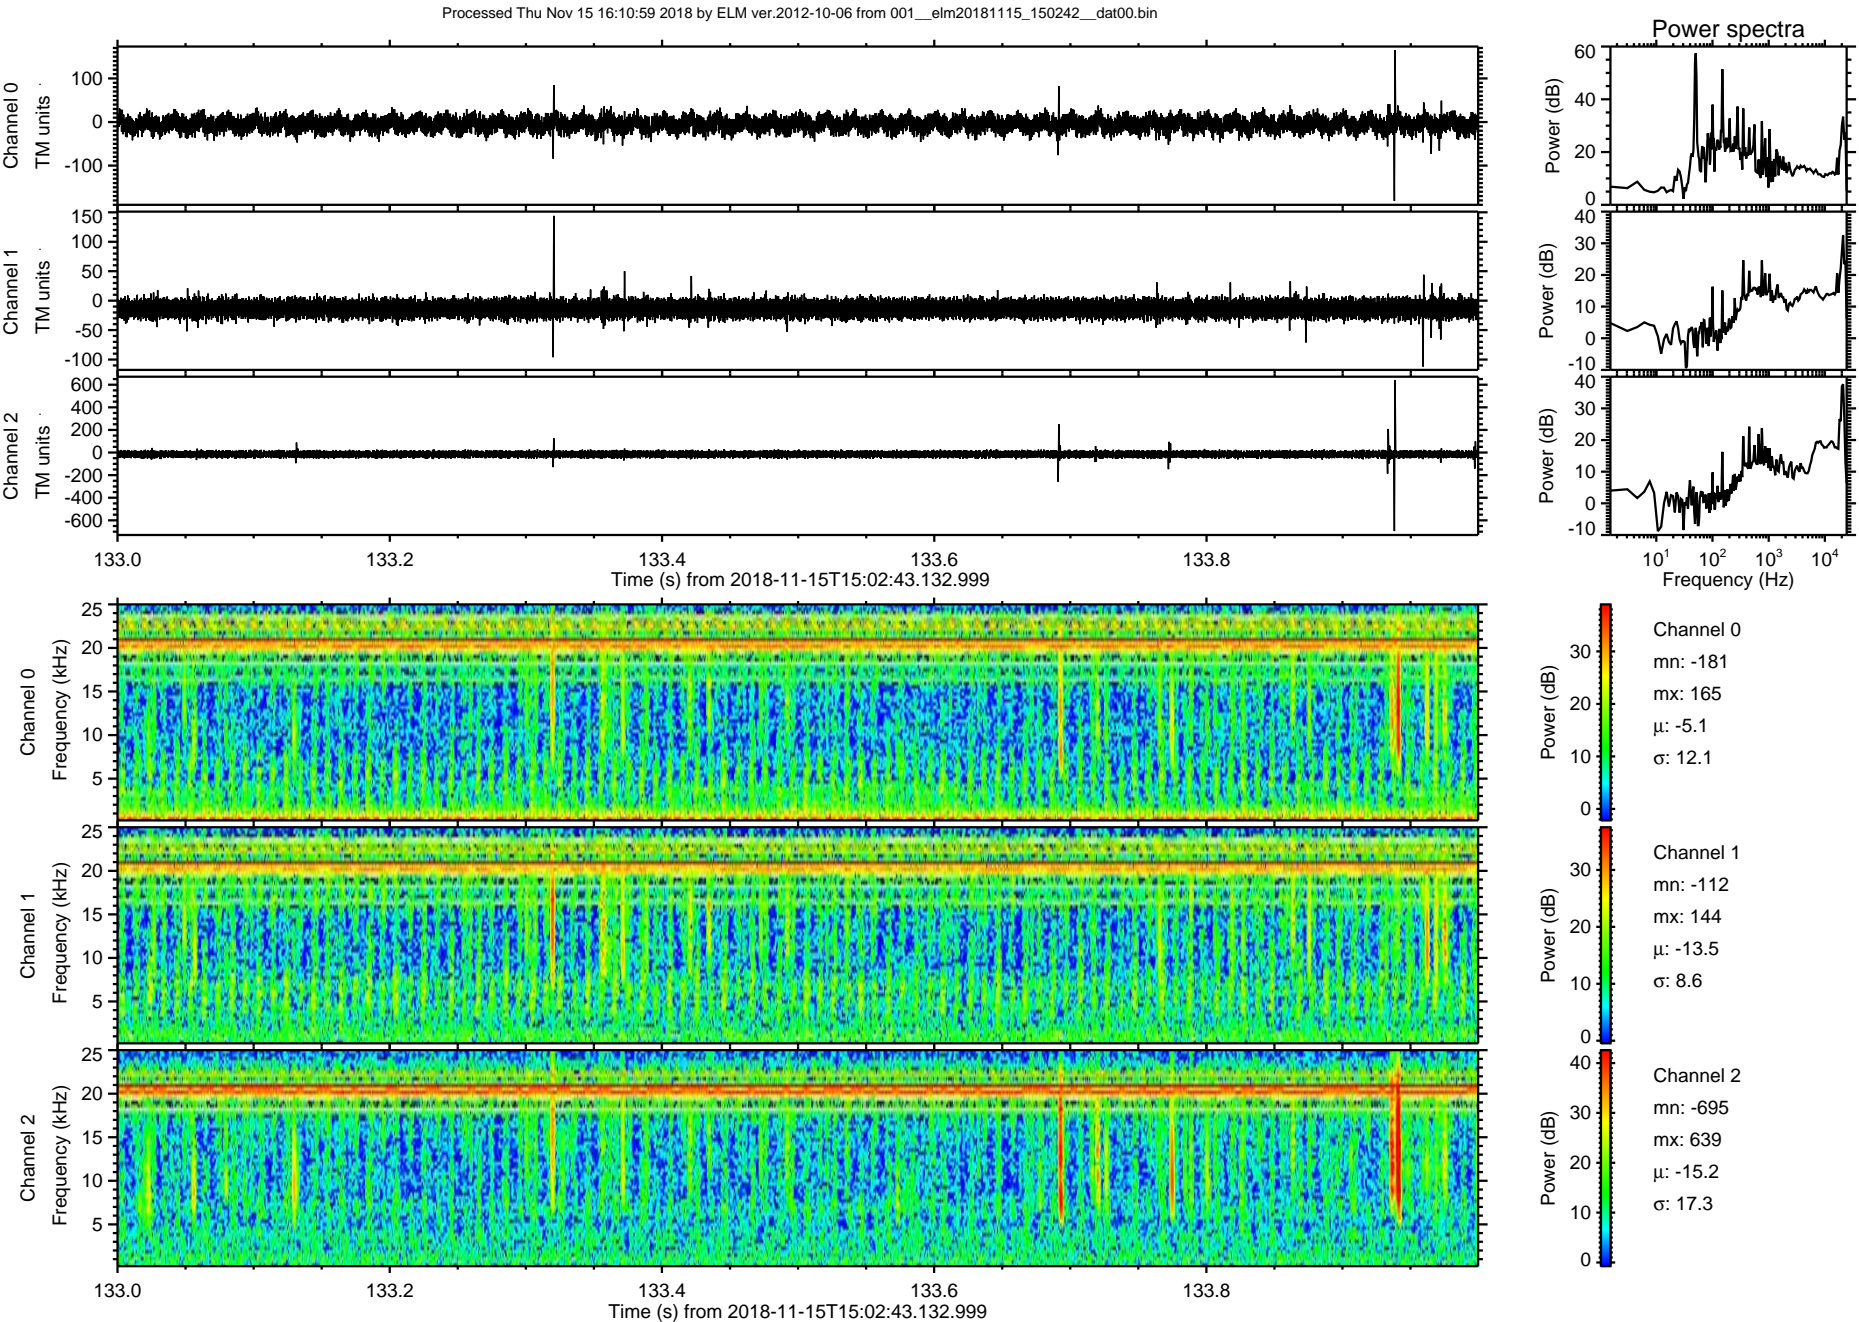 Processed Thu Nov 15 16:10:59 2018 by ELM ver.2012-10-06 from 001__elm20181115_150242__dat00.bin
Power spectra
Channel 0
TM units
100
0
-100
Power (dB)
60
40
20
0
Channel 1
TM units
150
100
50
0
-50
-100
Power (dB)
40
30
20
10
0
-10
Channel 2
TM units
600
400
200
0
-200
-400
-600
Power (dB)
40
30
20
10
0
-10
133.0 133.2 133.4 133.6 133.8
Time (s) from 2018-11-15T15:02:43.132.999
10¹ 10² 10³ 10⁴
Frequency (Hz)
Channel 0
Frequency (kHz)
25
20
15
10
5
Power (dB)
30
20
10
0
Channel 0
mn: -181
mx: 165
µ: -5.1
σ: 12.1
Channel 1
Frequency (kHz)
25
20
15
10
5
Power (dB)
30
20
10
0
Channel 1
mn: -112
mx: 144
µ: -13.5
σ: 8.6
Channel 2
Frequency (kHz)
25
20
15
10
5
Power (dB)
40
30
20
10
0
Channel 2
mn: -695
mx: 639
µ: -15.2
σ: 17.3
133.0 133.2 133.4 133.6 133.8
Time (s) from 2018-11-15T15:02:43.132.999